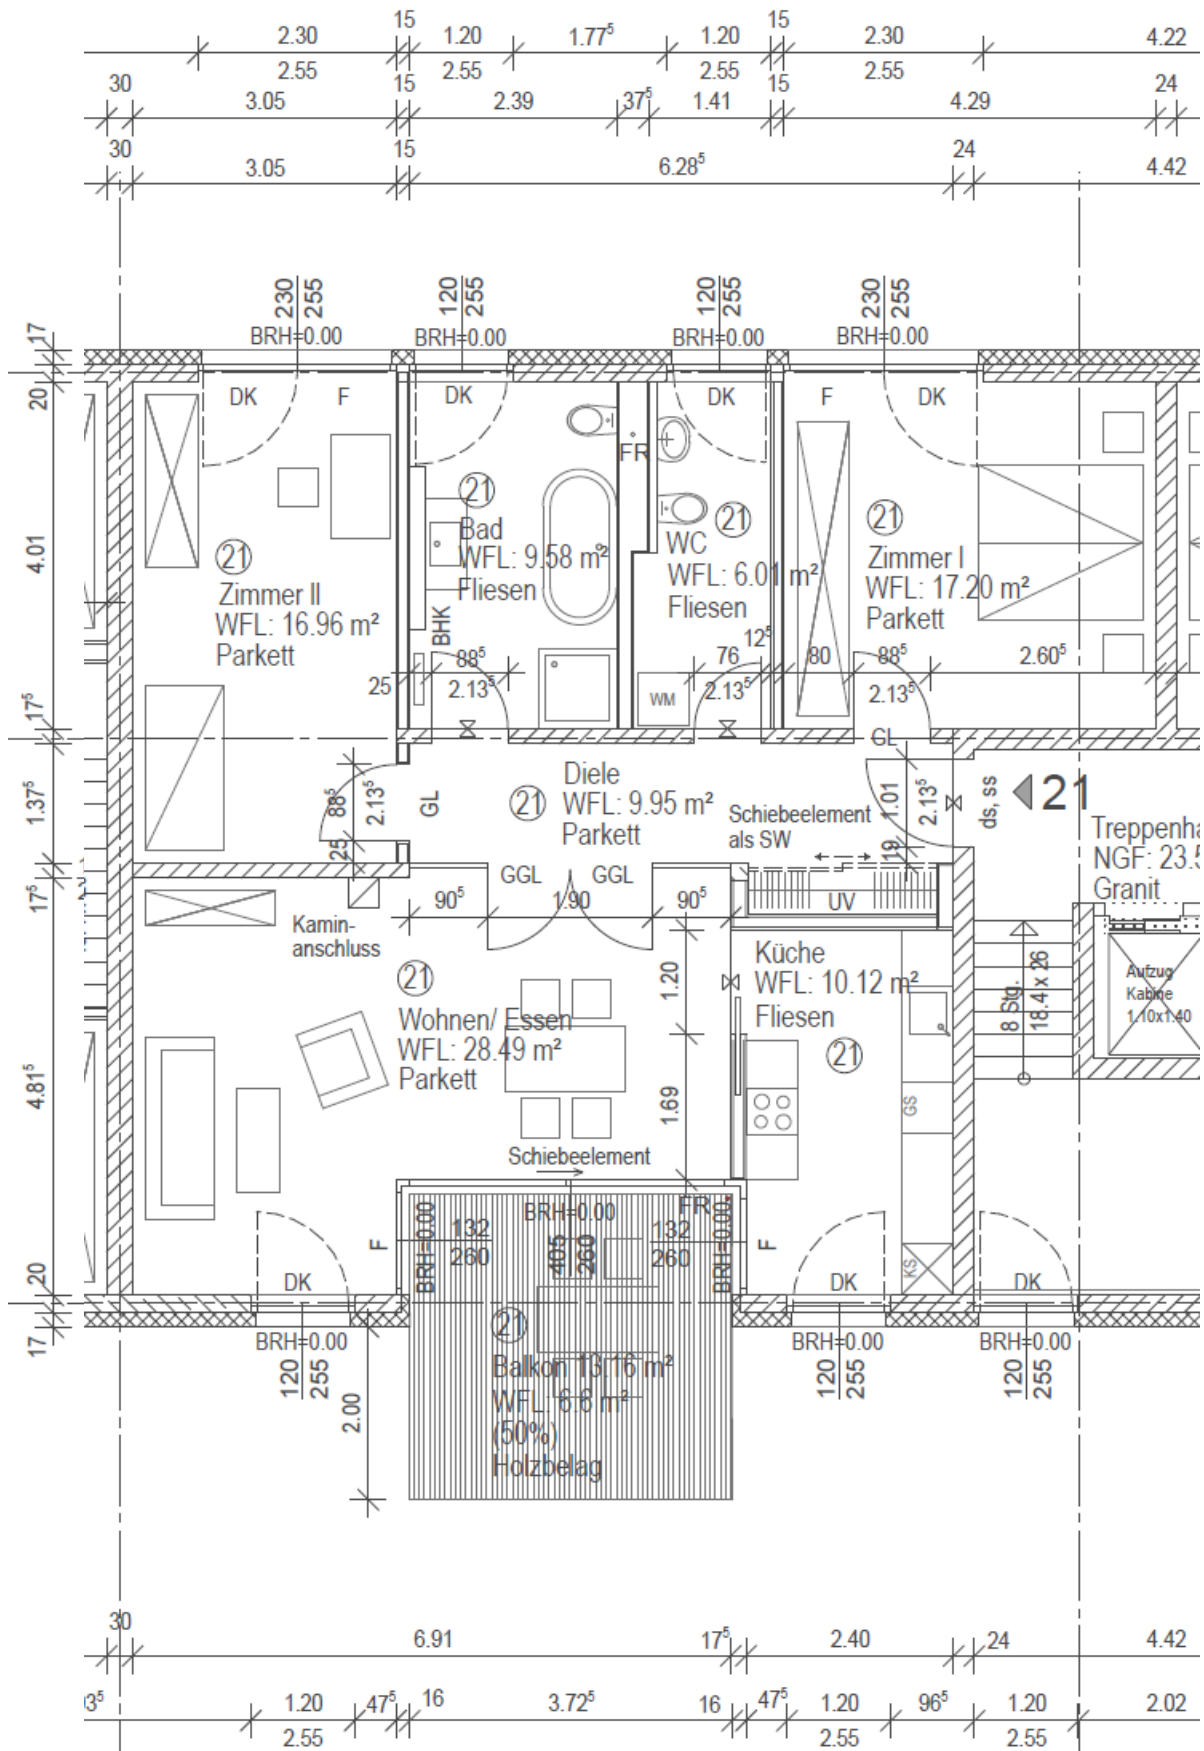 15 15
2.30 1.20 1.77⁵ 1.20 2.30 4.22
2.55 2.55 2.55 2.55
30 15 15 24
3.05 2.39 37⁵ 1.41 4.29
30 15 24
3.05 6.28⁵ 4.42
230 255
120 255
120 255
230 255
BRH=0.00 BRH=0.00 BRH=0.00 BRH=0.00
17
20
DK F DK DK F DK
FR
4.01
21
Zimmer II
WFL: 16.96 m²
Parkett
21
Bad
WFL: 9.58 m²
Fliesen
BHK
21
WC
WFL: 6.01 m²
Fliesen
21
Zimmer I
WFL: 17.20 m²
Parkett
12⁵
25 88⁵ 76 80 88⁵ 2.60⁵
2.13⁵ 2.13⁵ 2.13⁵
WM
GL
17⁵
1.37⁵
17⁵
88⁵
2.13⁵
25
GL
21
Diele
WFL: 9.95 m²
Parkett
Schiebeelement
als SW
1.01
2.13⁵
19
ds, ss
21
Treppenha
NGF: 23.5
Granit
GGL GGL
90⁵ 1.90 90⁵
UV
Kamin-
anschluss
21
Wohnen/ Essen
WFL: 28.49 m²
Parkett
1.20
1.69
Küche
WFL: 10.12 m²
Fliesen
21
8 Stg.
18.4 x 26
Aufzug
Kabine
1.10x1.40
4.81⁵
GS
Schiebeelement
FR
BRH=0.00
BRH=0.00
BRH=0.00
F
132
260
405
260
132
260
F
KS
DK DK DK
20
17
21
Balkon 13.16 m²
WFL: 6.6 m²
(50%)
Holzbelag
BRH=0.00 BRH=0.00 BRH=0.00
120 255
120 255
120 255
2.00
30
6.91 17⁵ 2.40 24 4.42
3⁵ 1.20 47⁵ 16 3.72⁵ 16 47⁵ 1.20 96⁵ 1.20 2.02
2.55 2.55 2.55